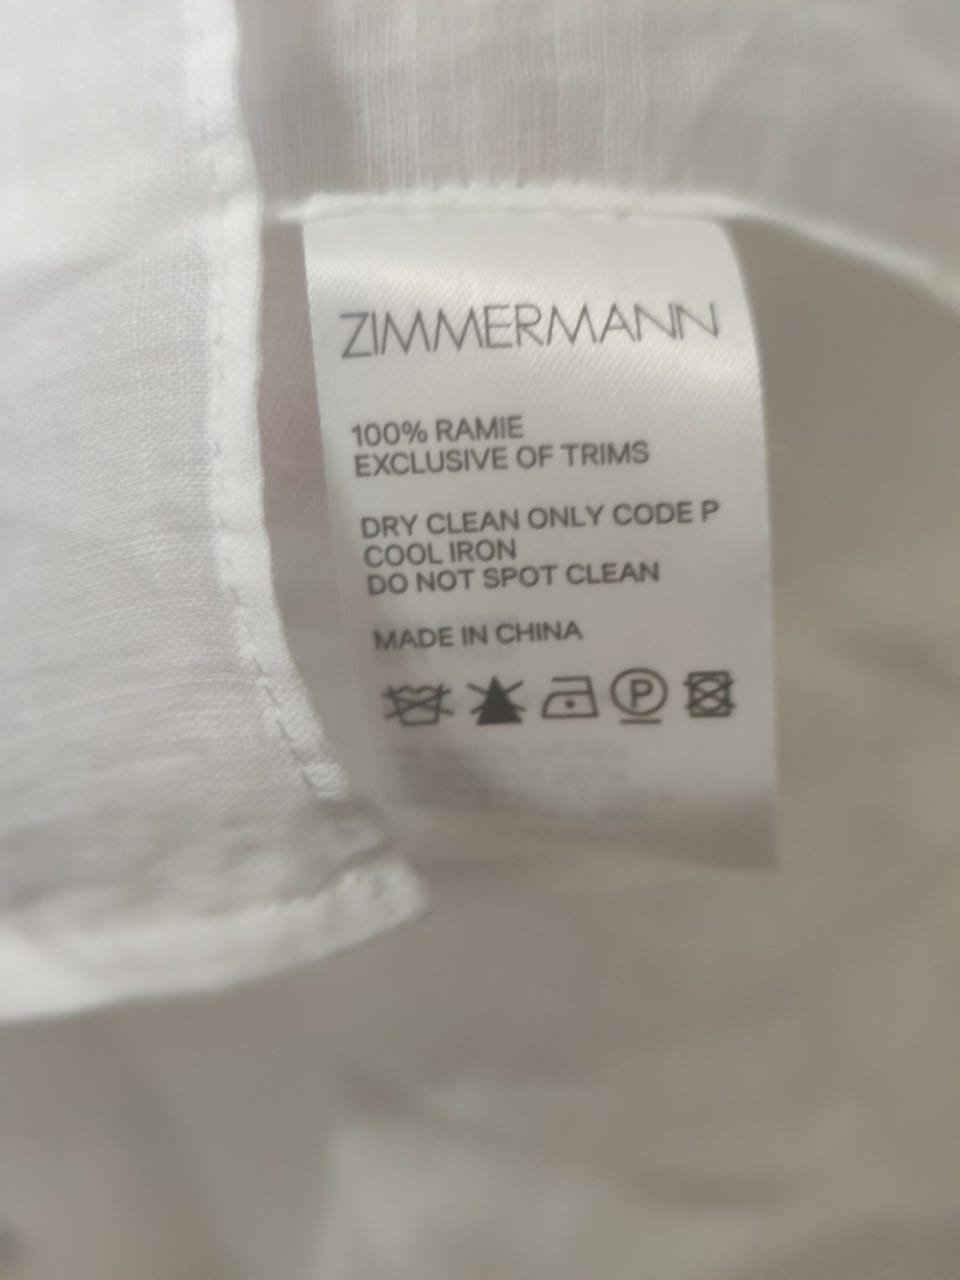 ZIMMERMANN
100% RAMIE
EXCLUSIVE OF TRIMS
DRY CLEAN ONLY CODE P
COOL IRON
DO NOT SPOT CLEAN
MADE IN CHINA
P